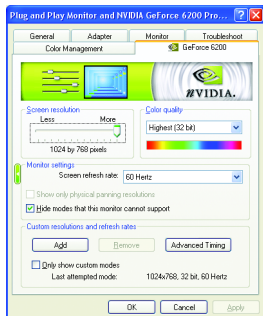 Plug and Play Monitor and NVIDIA GeForce 6200 Pro...
General Adapter Monitor Troubleshoot
Color Management GeForce 6200
NVIDIA.
Screen resolution
Less More
1024 by 768 pixels
Color quality
Highest (32 bit)
Monitor settings
Screen refresh rate: 60 Hertz
Show only physical panning resolutions
Hide modes that this monitor cannot support
Custom resolutions and refresh rates
Add Remove Advanced Timing
Only show custom modes
Last attempted mode: 1024x768, 32 bit, 60 Hertz
OK Cancel Apply